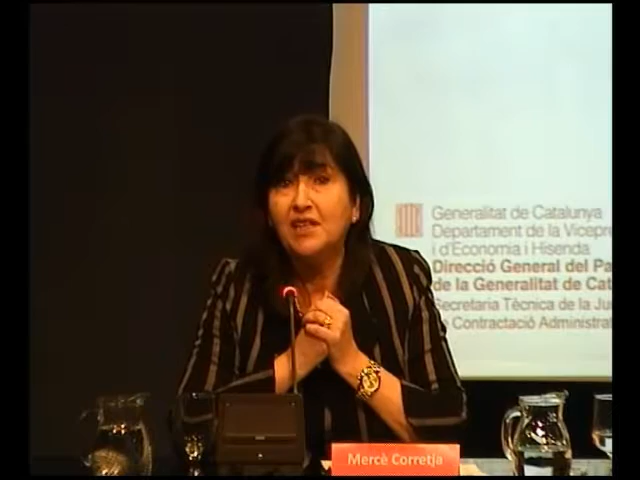 Generalitat de Catalunya
Departament de la Vicepre
i d'Economia i Hisenda
Direcció General del Pa
de la Generalitat de Cat
Secretaria Tècnica de la Ju
Contractació Administrat
Mercè Corretja